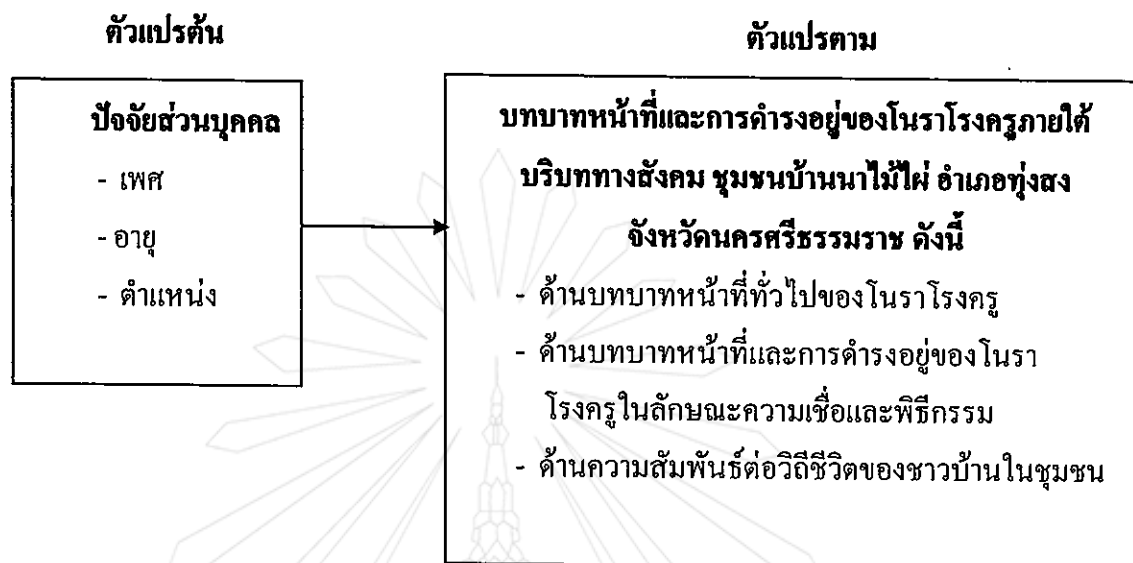 ตัวแปรต้น
ปัจจัยส่วนบุคคล
- เพศ
- อายุ
- ตำแหน่ง
ตัวแปรตาม
บทบาทหน้าที่และการดำรงอยู่ของโนราโรงครูภายใต้
บริบททางสังคม ชุมชนบ้านนาไม้ไผ่ อำเภอทุ่งสง
จังหวัดนครศรีธรรมราช ดังนี้
- ด้านบทบาทหน้าที่ทั่วไปของโนราโรงครู
- ด้านบทบาทหน้าที่และการดำรงอยู่ของโนรา
โรงครูในลักษณะความเชื่อและพิธีกรรม
- ด้านความสัมพันธ์ต่อวิถีชีวิตของชาวบ้านในชุมชน